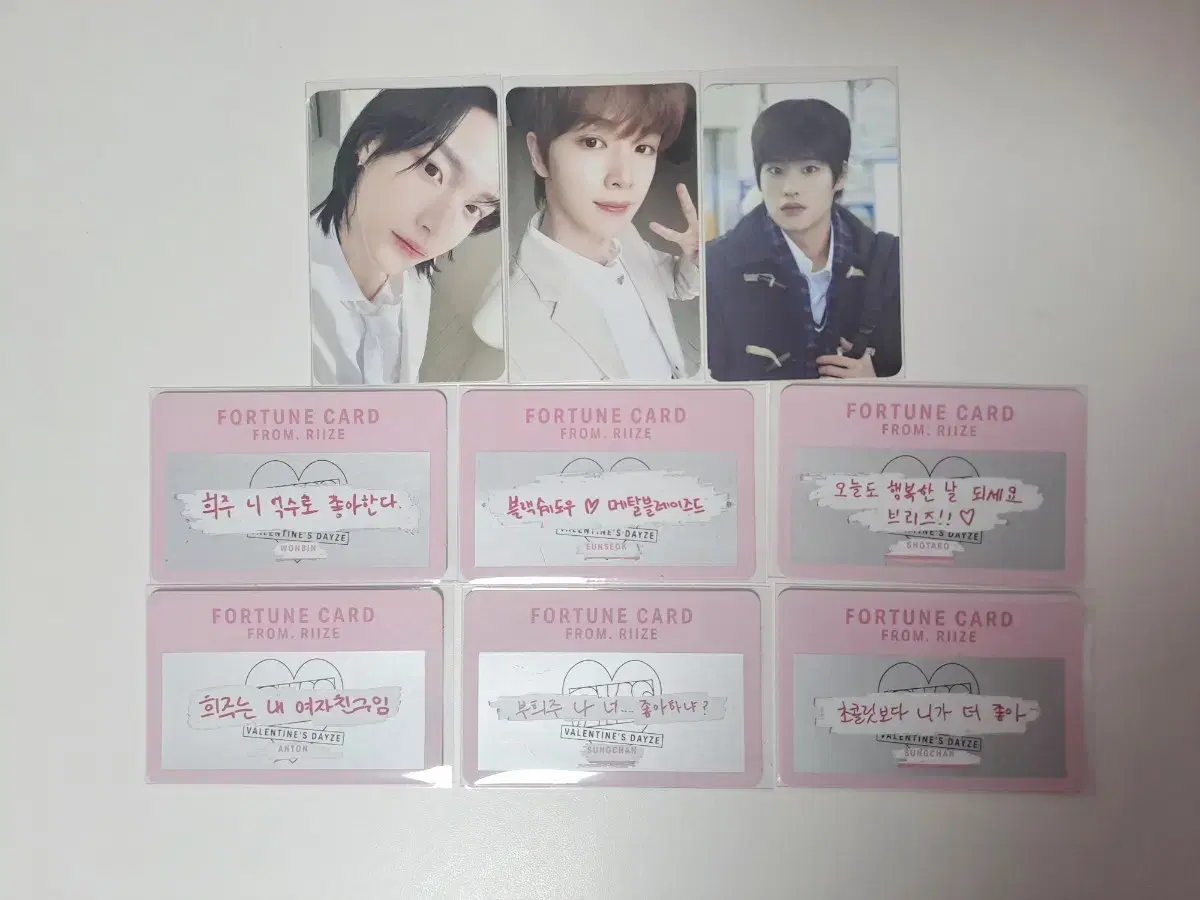 FORTUNE CARD
FROM. RIIZE
희주 니 억수로 좋아한다.
VALENTINE'S DAYZE
WONBIN
FORTUNE CARD
FROM. RIIZE
블랙쉐도우 ♡ 메탈블레이즈드
VALENTINE'S DAYZE
EUNSEOK
FORTUNE CARD
FROM. RIIZE
오늘도 행복한 날 되세요
브리즈!! ♡
VALENTINE'S DAYZE
SHOTARO
FORTUNE CARD
FROM. RIIZE
희주는 내 여자친구임
VALENTINE'S DAYZE
ANTON
FORTUNE CARD
FROM. RIIZE
부희주 나 너... 좋아하냐?
VALENTINE'S DAYZE
SUNGCHAN
FORTUNE CARD
FROM. RIIZE
초콜릿보다 니가 더 좋아
VALENTINE'S DAYZE
SUNGCHAN